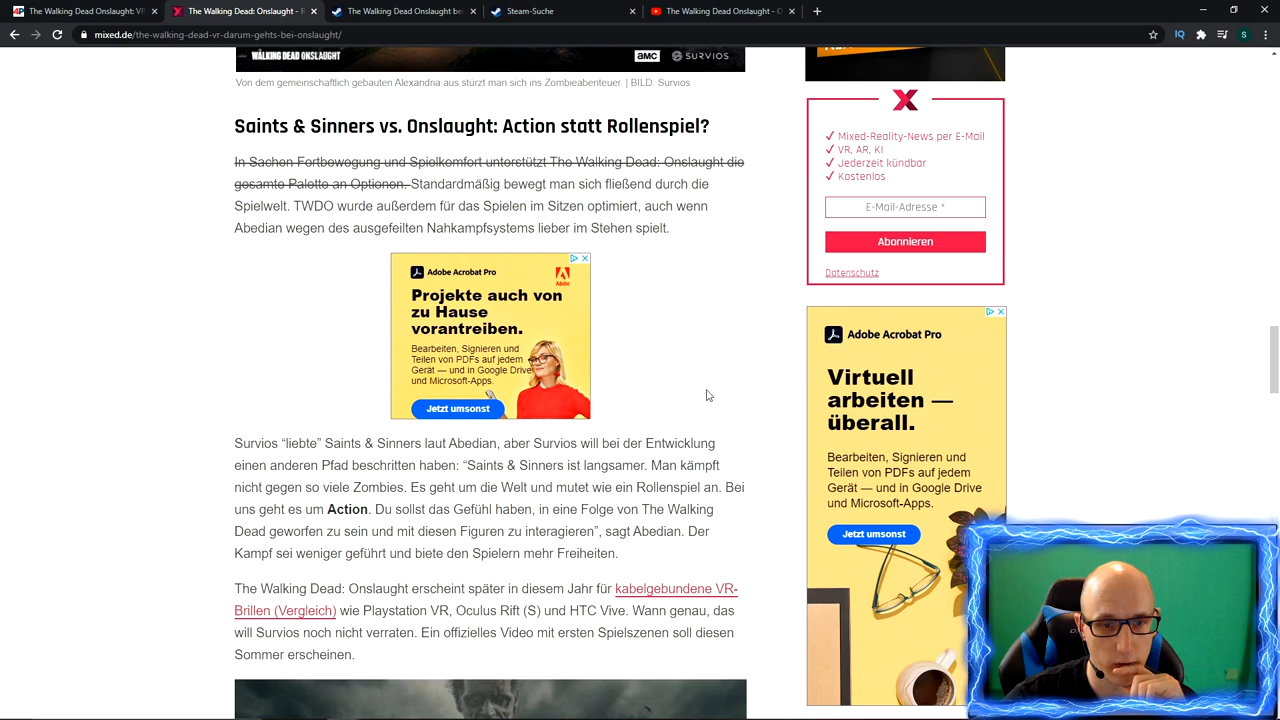 The Walking Dead Onslaught: VR
The Walking Dead: Onslaught - R
The Walking Dead Onslaught be
Steam-Suche
The Walking Dead: Onslaught - O
mixed.de/the-walking-dead-vr-darum-gehts-bei-onslaught/
WALKING DEAD ONSLAUGHT
amc
SURVIOS
Von dem gemeinschaftlich gebauten Alexandria aus stürzt man sich ins Zombieabenteuer. | BILD: Survios
Saints & Sinners vs. Onslaught: Action statt Rollenspiel?
In Sachen Fortbewegung und Spielkomfort unterstützt The Walking Dead: Onslaught die
gesamte Palette an Optionen. Standardmäßig bewegt man sich fließend durch die
Spielwelt. TWDO wurde außerdem für das Spielen im Sitzen optimiert, auch wenn
Abedian wegen des ausgefeilten Nahkampfsystems lieber im Stehen spielt.
Adobe Acrobat Pro
Adobe
Projekte auch von
zu Hause
vorantreiben.
Bearbeiten, Signieren und
Teilen von PDFs auf jedem
Gerät — und in Google Drive
und Microsoft-Apps.
Jetzt umsonst
Survios “liebte” Saints & Sinners laut Abedian, aber Survios will bei der Entwicklung
einen anderen Pfad beschritten haben: “Saints & Sinners ist langsamer. Man kämpft
nicht gegen so viele Zombies. Es geht um die Welt und mutet wie ein Rollenspiel an. Bei
uns geht es um Action. Du sollst das Gefühl haben, in eine Folge von The Walking
Dead geworfen zu sein und mit diesen Figuren zu interagieren”, sagt Abedian. Der
Kampf sei weniger geführt und biete den Spielern mehr Freiheiten.
The Walking Dead: Onslaught erscheint später in diesem Jahr für kabelgebundene VR-
Brillen (Vergleich) wie Playstation VR, Oculus Rift (S) und HTC Vive. Wann genau, das
will Survios noch nicht verraten. Ein offizielles Video mit ersten Spielszenen soll diesen
Sommer erscheinen.
✓ Mixed-Reality-News per E-Mail
✓ VR, AR, KI
✓ Jederzeit kündbar
✓ Kostenlos
E-Mail-Adresse *
Abonnieren
Datenschutz
Adobe Acrobat Pro
Virtuell
arbeiten —
überall.
Bearbeiten, Signieren und
Teilen von PDFs auf jedem
Gerät — und in Google Drive
und Microsoft-Apps.
Jetzt umsonst